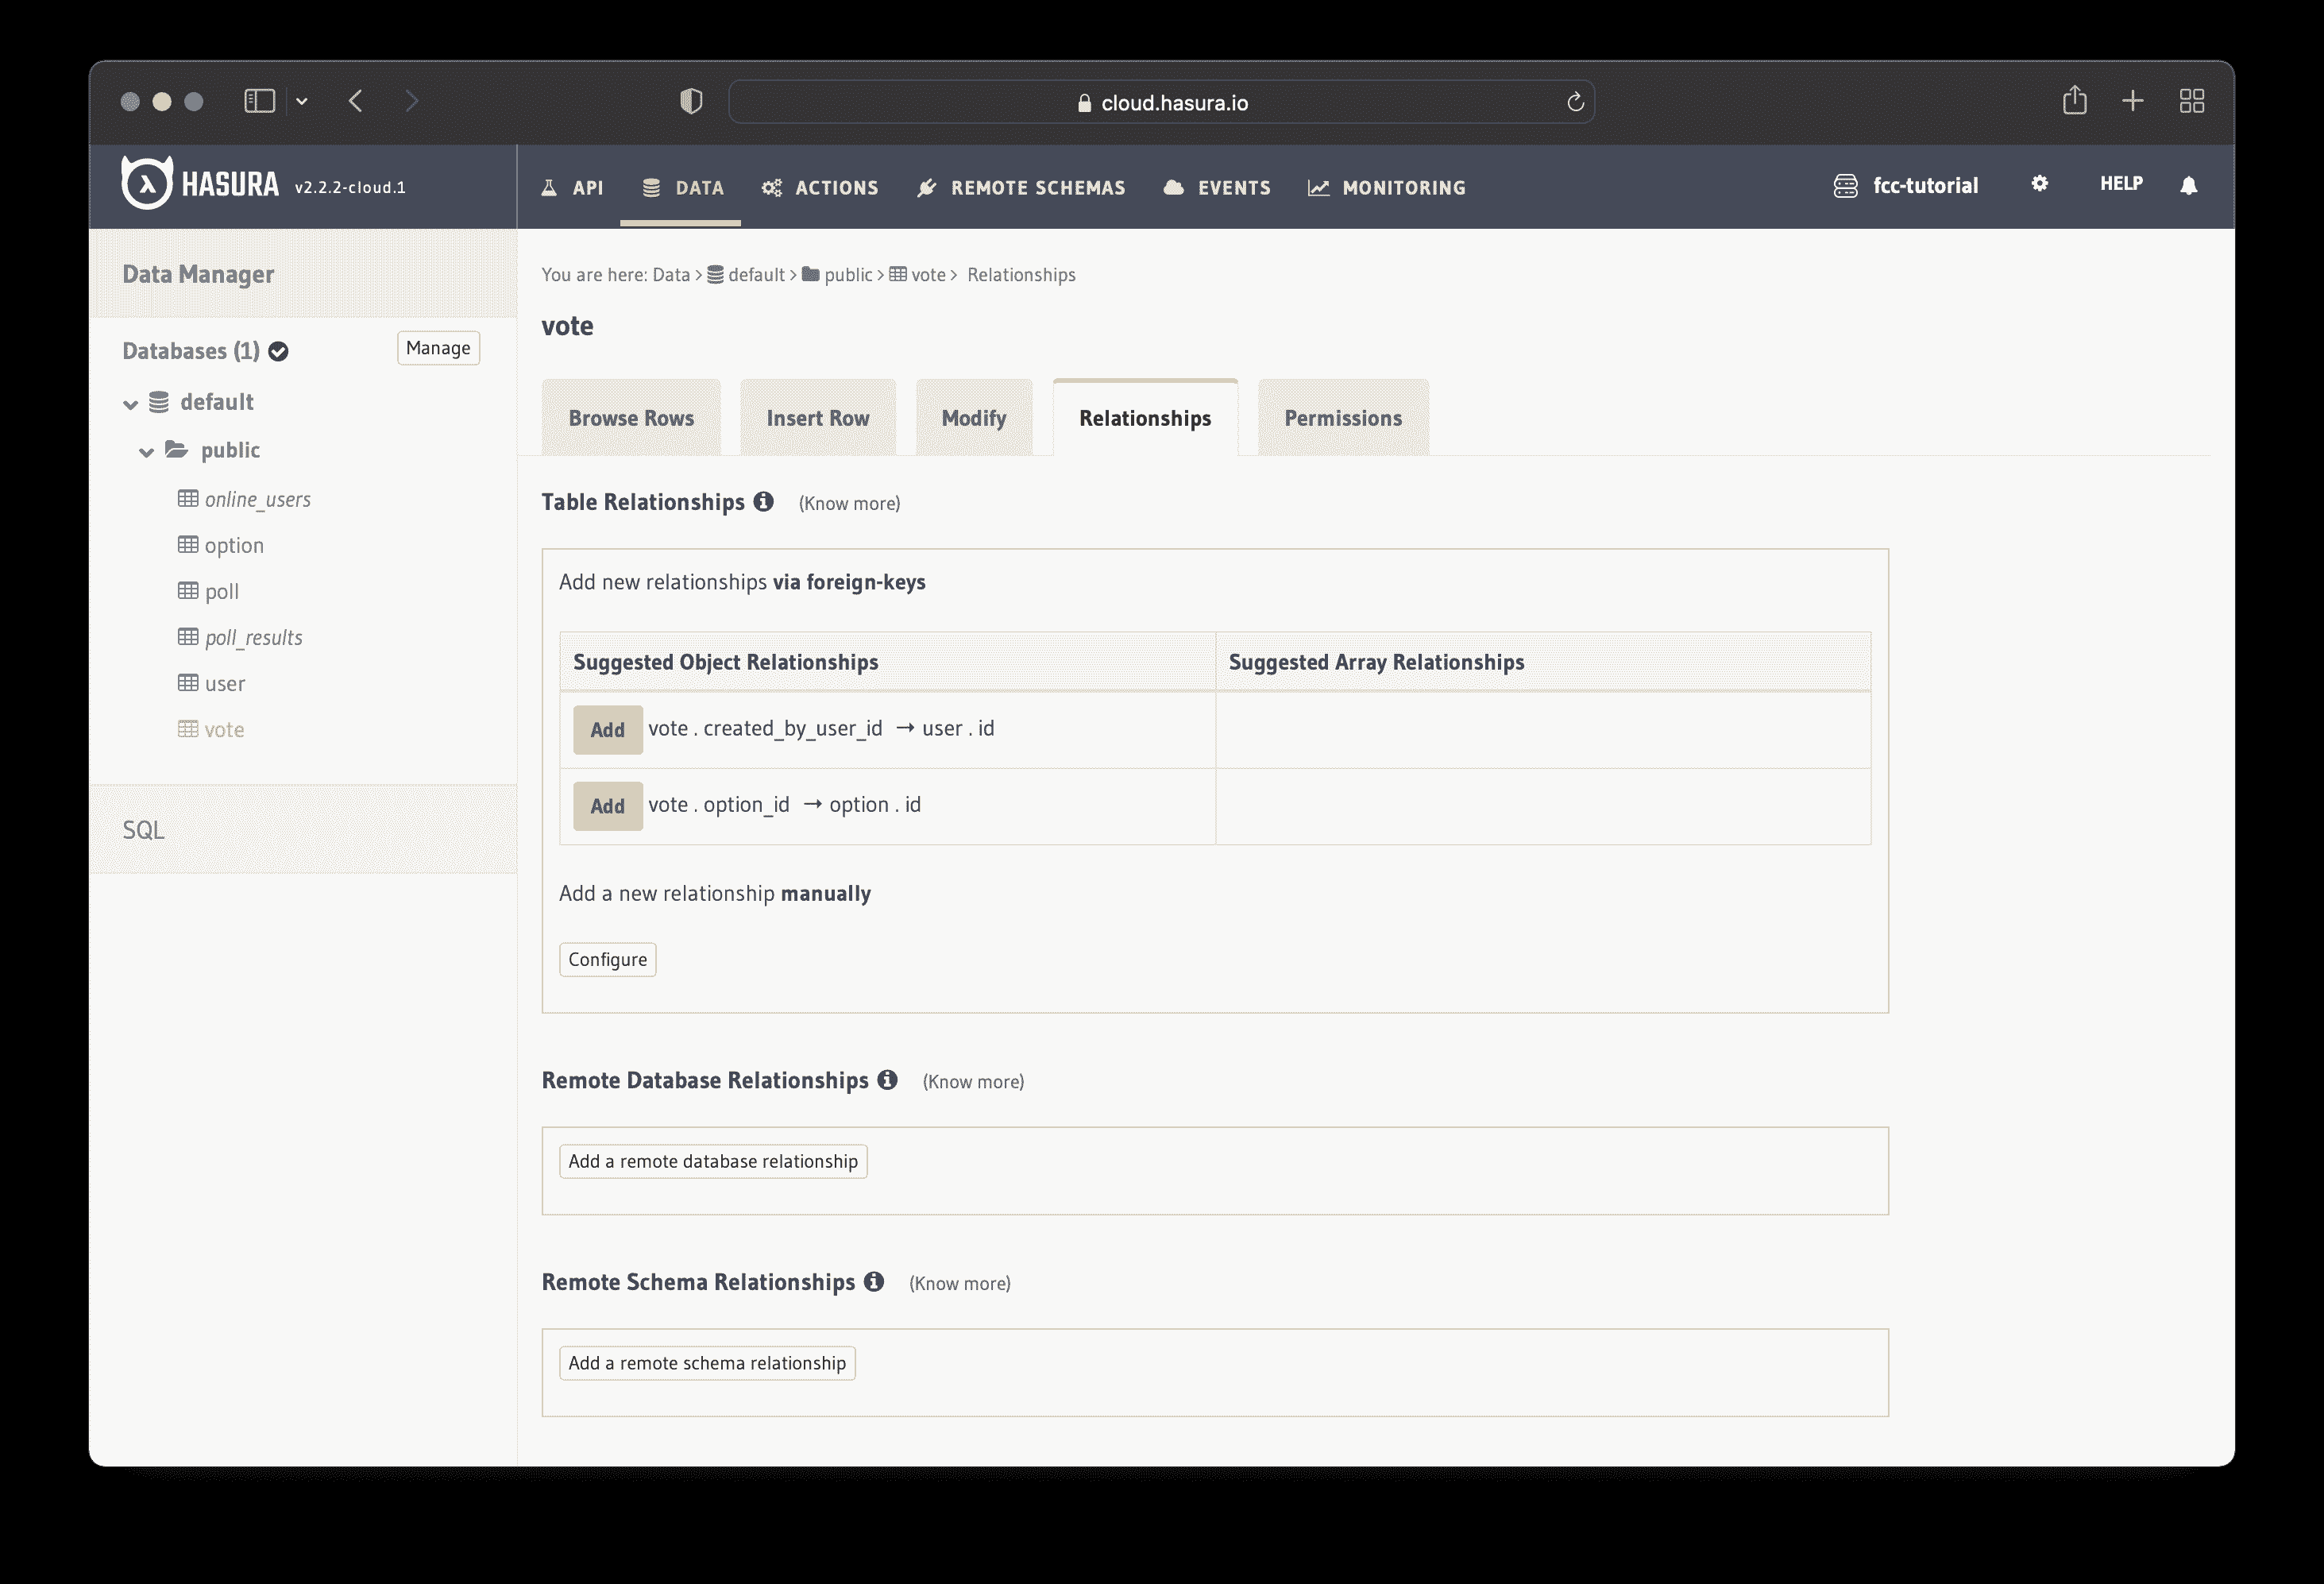 cloud.hasura.io
HASURA v2.2.2-cloud.1
API DATA ACTIONS REMOTE SCHEMAS EVENTS MONITORING fcc-tutorial HELP
Data Manager
Databases (1) Manage
default
public
online_users
option
poll
poll_results
user
vote
SQL
You are here: Data > default > public > vote > Relationships
vote
Browse Rows Insert Row Modify Relationships Permissions
Table Relationships (Know more)
Add new relationships via foreign-keys
Suggested Object Relationships Suggested Array Relationships
Add vote . created_by_user_id → user . id
Add vote . option_id → option . id
Add a new relationship manually
Configure
Remote Database Relationships (Know more)
Add a remote database relationship
Remote Schema Relationships (Know more)
Add a remote schema relationship